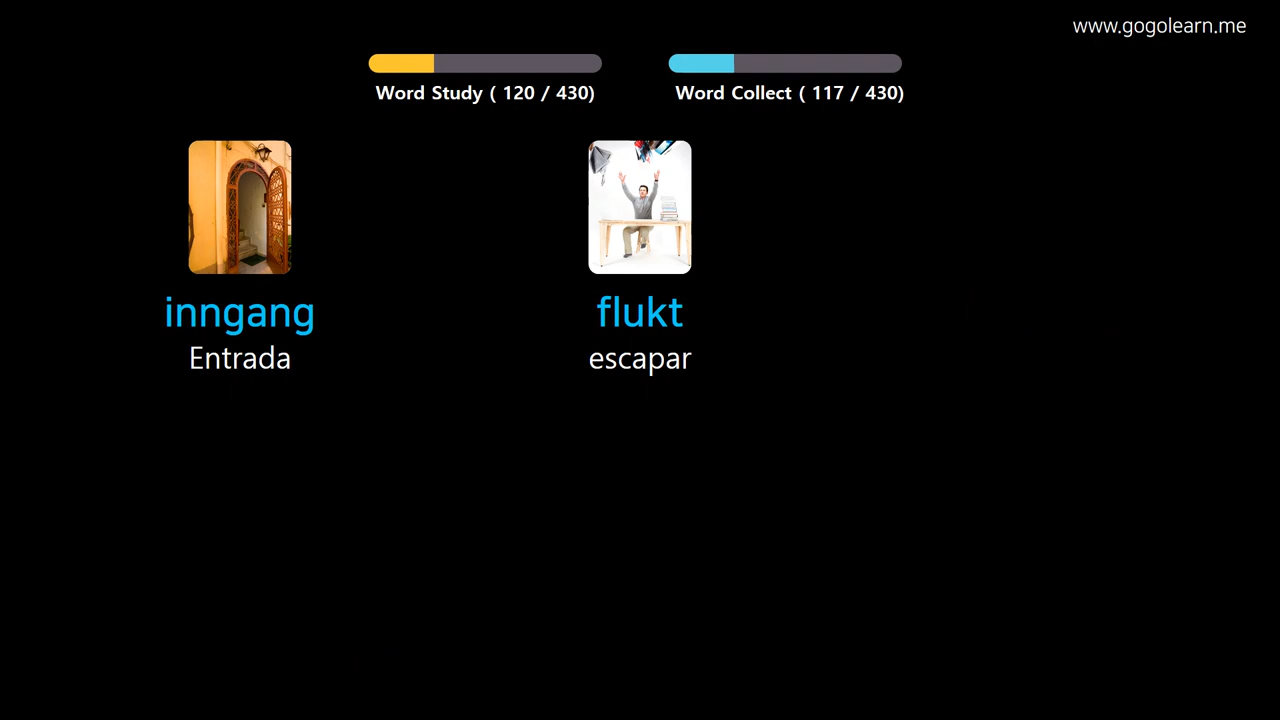 www.gogolearn.me
Word Study ( 120 / 430)
Word Collect ( 117 / 430)
inngang
Entrada
flukt
escapar